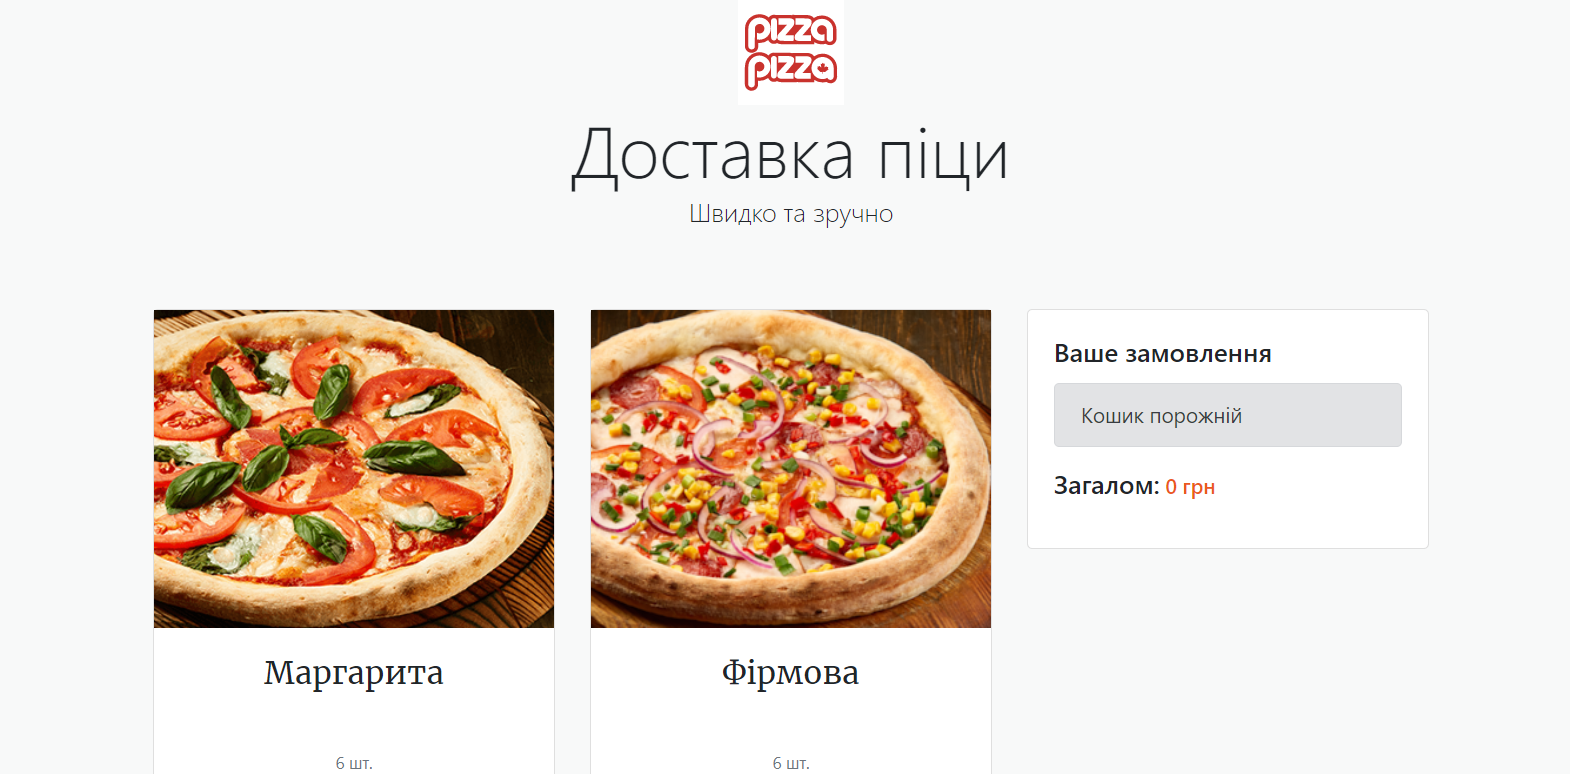 pizza
pizza
Доставка піци
Швидко та зручно
Маргарита
6 шт.
Фірмова
6 шт.
Ваше замовлення
Кошик порожній
Загалом: 0 грн